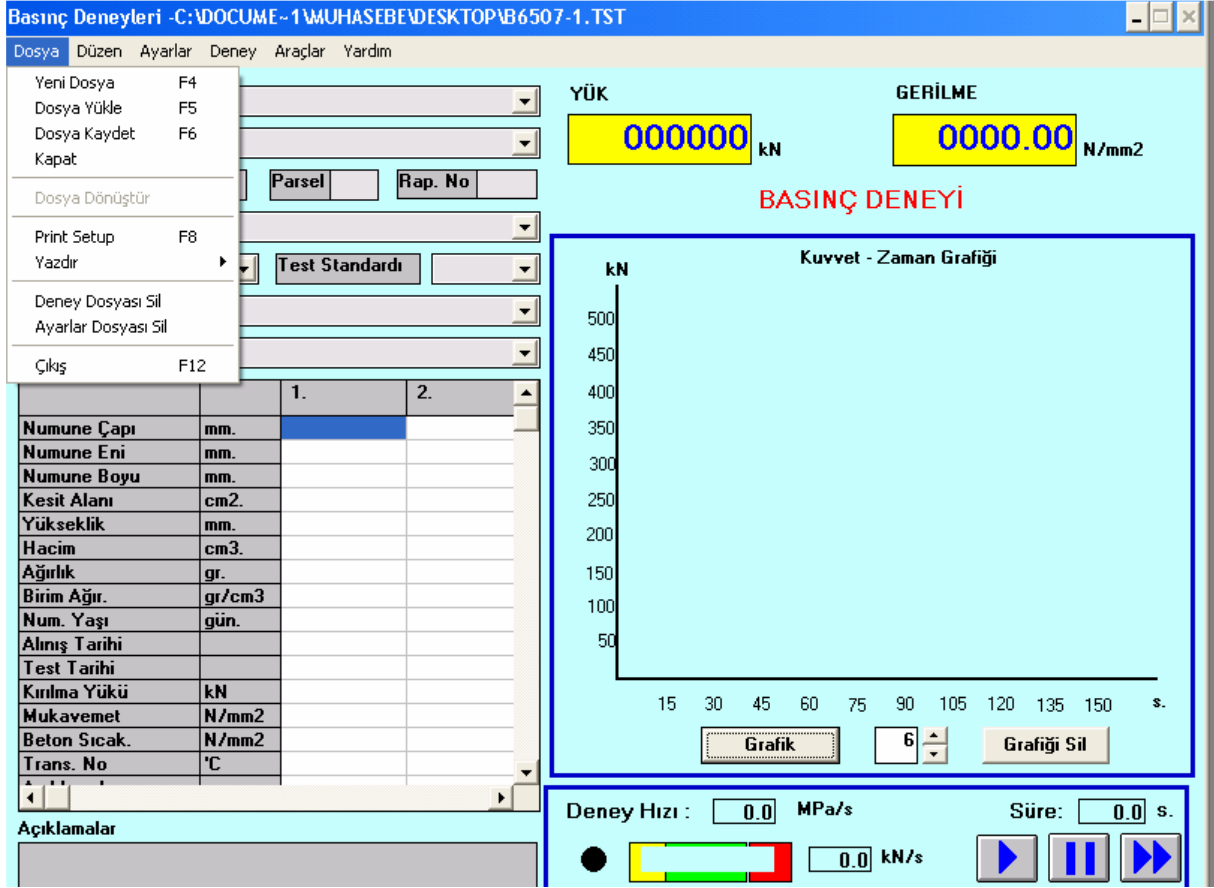 Basınç Deneyleri -C:\DOCUME~1\MUHASEBE\DESKTOP\B6507-1.TST
Dosya Düzen Ayarlar Deney Araçlar Yardım
Yeni Dosya F4
Dosya Yükle F5
Dosya Kaydet F6
Kapat
Dosya Dönüştür
Print Setup F8
Yazdır
Deney Dosyası Sil
Ayarlar Dosyası Sil
Çıkış F12
Parsel Rap. No
Test Standardı
1. 2.
Numune Çapı mm.
Numune Eni mm.
Numune Boyu mm.
Kesit Alanı cm2.
Yükseklik mm.
Hacim cm3.
Ağırlık gr.
Birim Ağır. gr/cm3
Num. Yaşı gün.
Alınış Tarihi
Test Tarihi
Kırılma Yükü kN
Mukavemet N/mm2
Beton Sıcak. N/mm2
Trans. No 'C
Açıklamalar
YÜK GERİLME
000000 kN 0000.00 N/mm2
BASINÇ DENEYİ
Kuvvet - Zaman Grafiği
kN
500
450
400
350
300
250
200
150
100
50
15 30 45 60 75 90 105 120 135 150 s.
Grafik 6 Grafiği Sil
Deney Hızı : 0.0 MPa/s Süre: 0.0 s.
0.0 kN/s